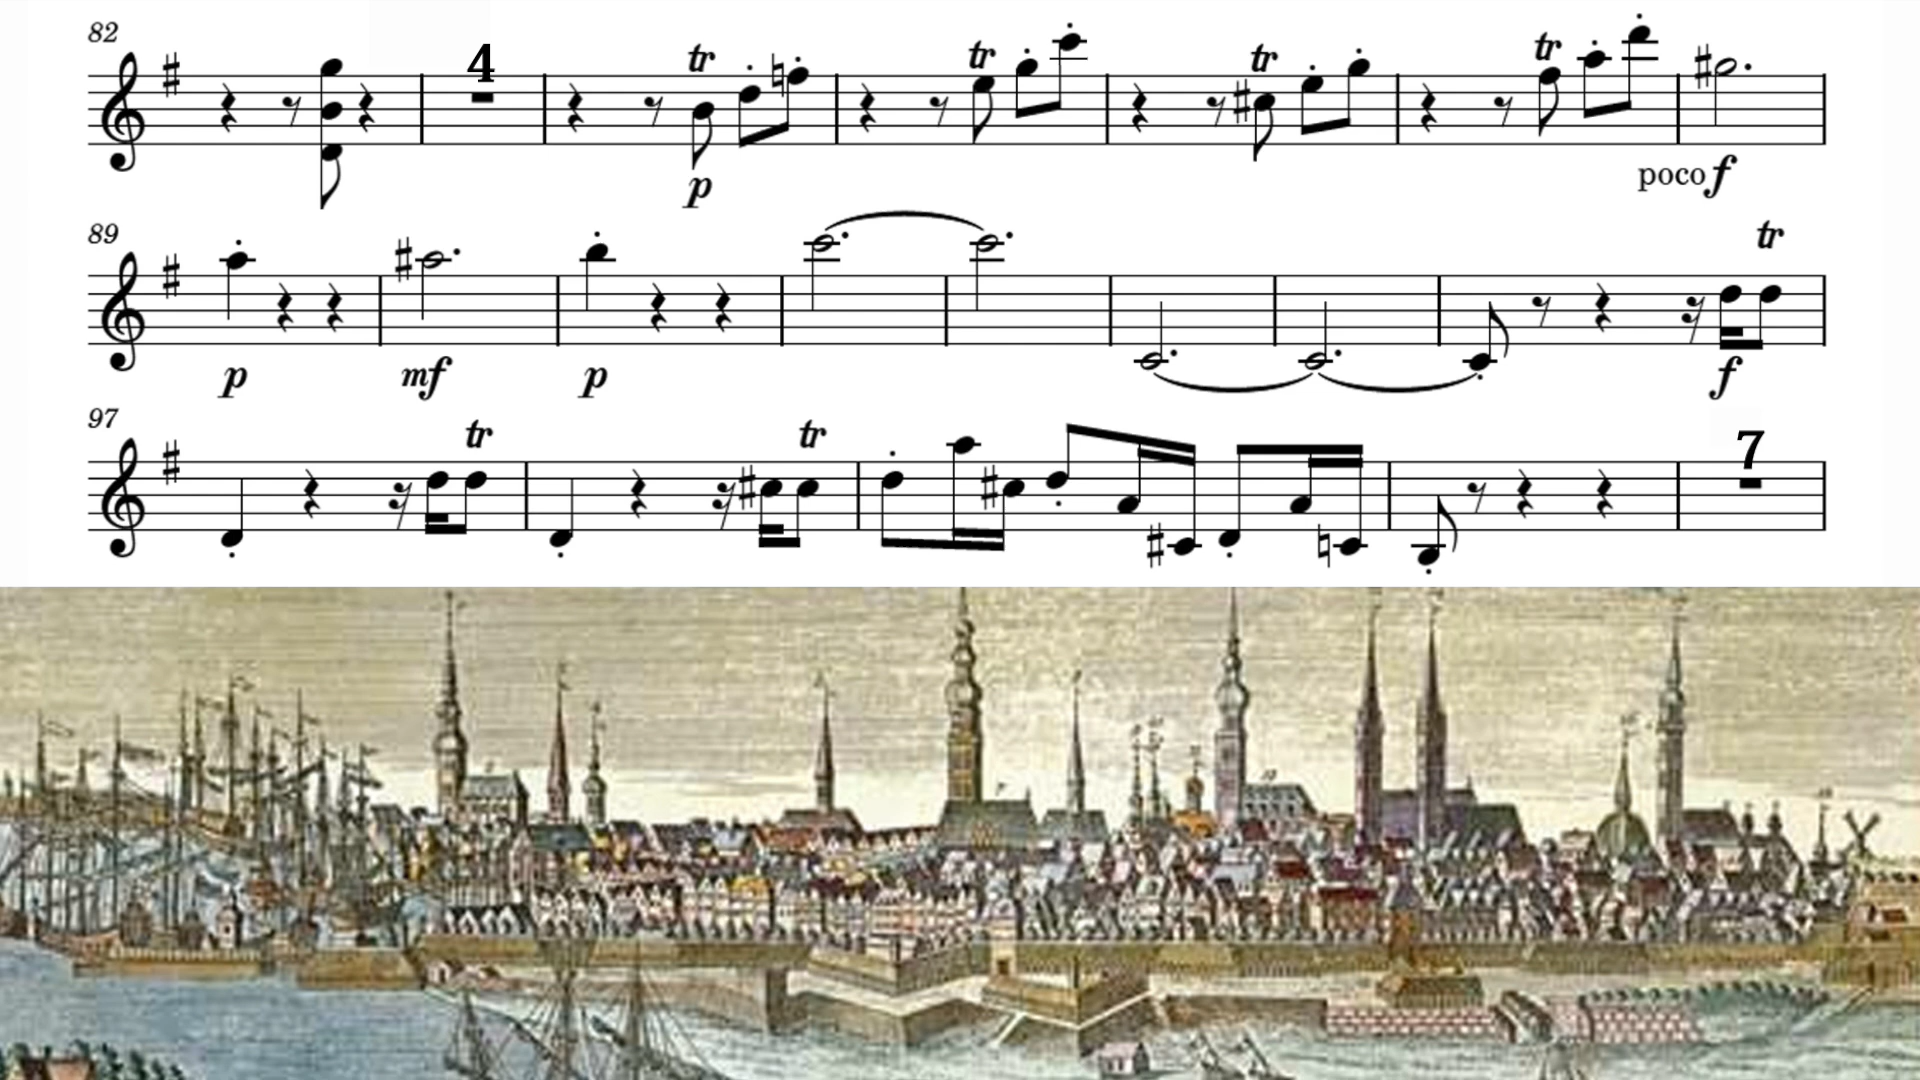 82 4 tr p tr tr tr poco f
89 p mf p f tr
97 tr tr 7